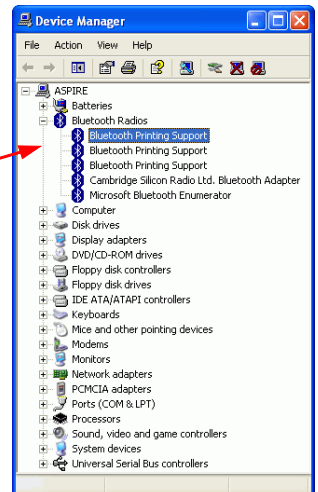 Device Manager
File Action View Help
ASPIRE
Batteries
Bluetooth Radios
Bluetooth Printing Support
Bluetooth Printing Support
Bluetooth Printing Support
Cambridge Silicon Radio Ltd. Bluetooth Adapter
Microsoft Bluetooth Enumerator
Computer
Disk drives
Display adapters
DVD/CD-ROM drives
Floppy disk controllers
Floppy disk drives
IDE ATA/ATAPI controllers
Keyboards
Mice and other pointing devices
Modems
Monitors
Network adapters
PCMCIA adapters
Ports (COM & LPT)
Processors
Sound, video and game controllers
System devices
Universal Serial Bus controllers